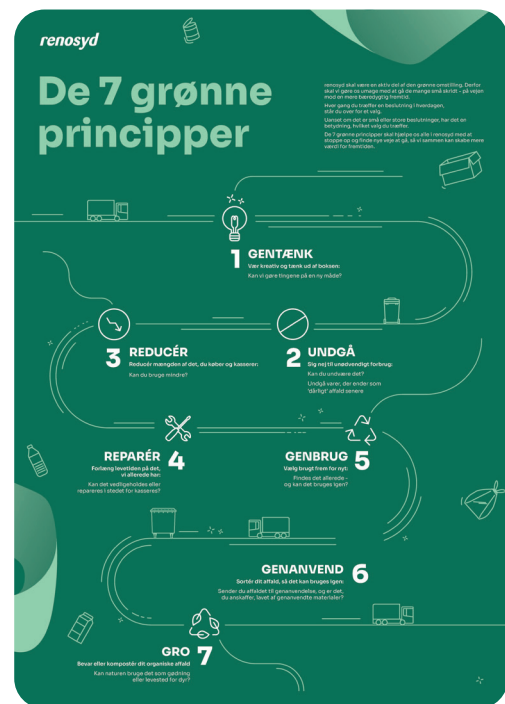 renosyd
De 7 grønne
principper
renosyd skal være en aktiv del af den grønne omstilling. Derfor
skal vi gøre os umage med at gå de mange små skridt – på vejen
mod en mere bæredygtig fremtid.
Hver gang du træffer en beslutning i hverdagen,
står du over for et valg.
Uanset om det er små eller store beslutninger, har det en
betydning, hvilket valg du træffer.
De 7 grønne principper skal hjælpe os alle i renosyd med at
stoppe op og finde nye veje at gå, så vi sammen kan skabe mere
værdi for fremtiden.
1 GENTÆNK
Vær kreativ og tænk ud af boksen:
Kan vi gøre tingene på en ny måde?
3 REDUCÉR
Reducér mængden af det, du køber og kasserer:
Kan du bruge mindre?
2 UNDGÅ
Sig nej til unødvendigt forbrug:
Kan du undvære det?
Undgå varer, der ender som
'dårligt' affald senere
REPARÉR 4
Forlæng levetiden på det,
vi allerede har:
Kan det vedligeholdes eller
repareres i stedet for kasseres?
GENBRUG 5
Vælg brugt frem for nyt:
Findes det allerede –
og kan det bruges igen?
GENANVEND 6
Sortér dit affald, så det kan bruges igen:
Sender du affaldet til genanvendelse, og er det,
du anskaffer, lavet af genanvendte materialer?
GRO 7
Bevar eller kompostér dit organiske affald
Kan naturen bruge det som gødning
eller levested for dyr?